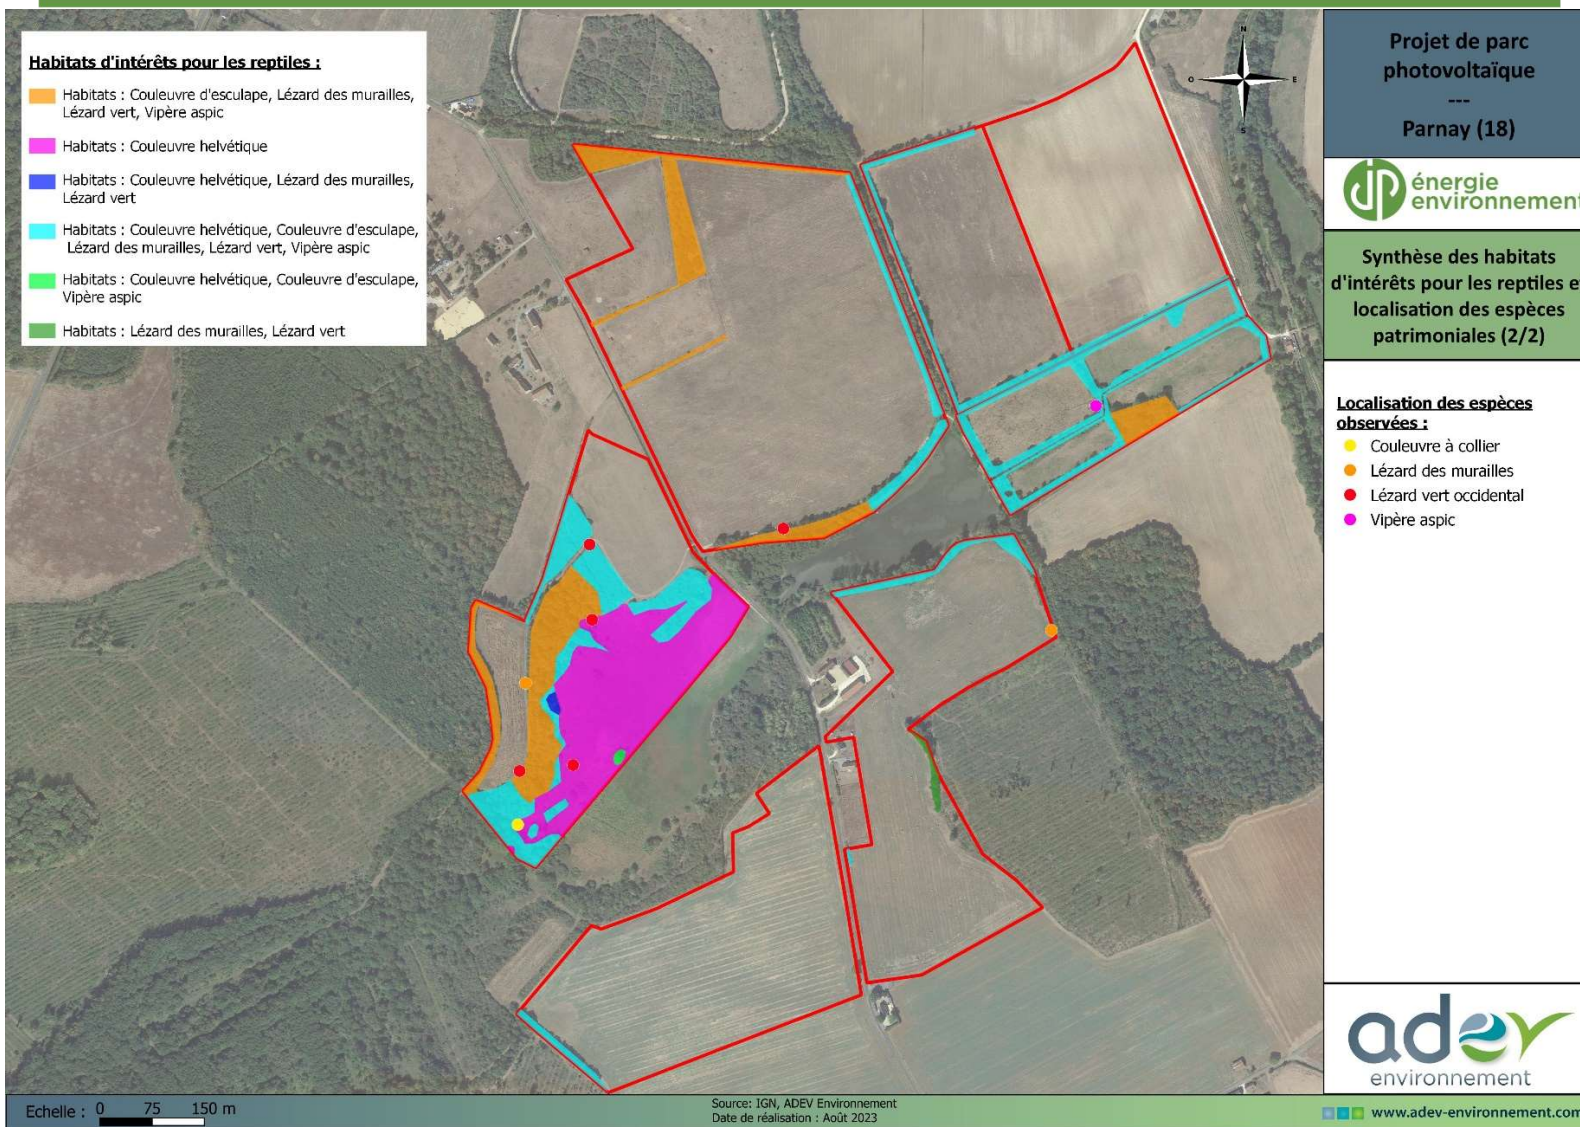 Habitats d'intérêts pour les reptiles :
Habitats : Couleuvre d'esculape, Lézard des murailles,
Lézard vert, Vipère aspic
Habitats : Couleuvre helvétique
Habitats : Couleuvre helvétique, Lézard des murailles,
Lézard vert
Habitats : Couleuvre helvétique, Couleuvre d'esculape,
Lézard des murailles, Lézard vert, Vipère aspic
Habitats : Couleuvre helvétique, Couleuvre d'esculape,
Vipère aspic
Habitats : Lézard des murailles, Lézard vert
N
O
E
S
Projet de parc
photovoltaïque
---
Parnay (18)
JP énergie
environnement
Synthèse des habitats
d'intérêts pour les reptiles et
localisation des espèces
patrimoniales (2/2)
Localisation des espèces
observées :
Couleuvre à collier
Lézard des murailles
Lézard vert occidental
Vipère aspic
adev
environnement
Echelle : 0 75 150 m
Source: IGN, ADEV Environnement
Date de réalisation : Août 2023
www.adev-environnement.com